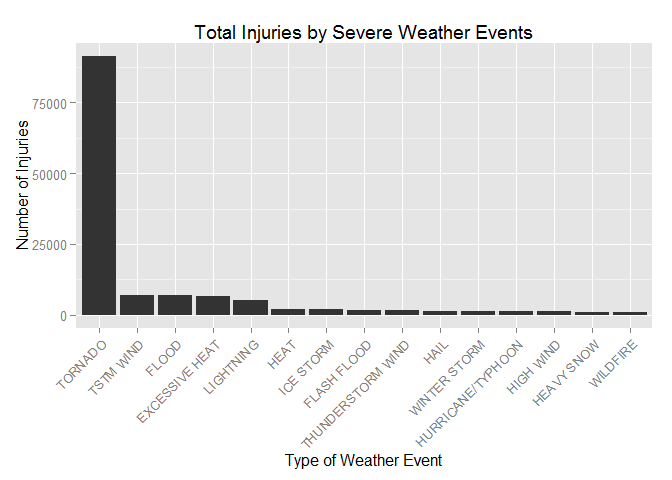 Total Injuries by Severe Weather Events
Number of Injuries
75000
50000
25000
0
TORNADO
TSTM WIND
FLOOD
EXCESSIVE HEAT
LIGHTNING
HEAT
ICE STORM
FLASH FLOOD
THUNDERSTORM WIND
HAIL
WINTER STORM
HURRICANE/TYPHOON
HIGH WIND
HEAVY SNOW
WILDFIRE
Type of Weather Event